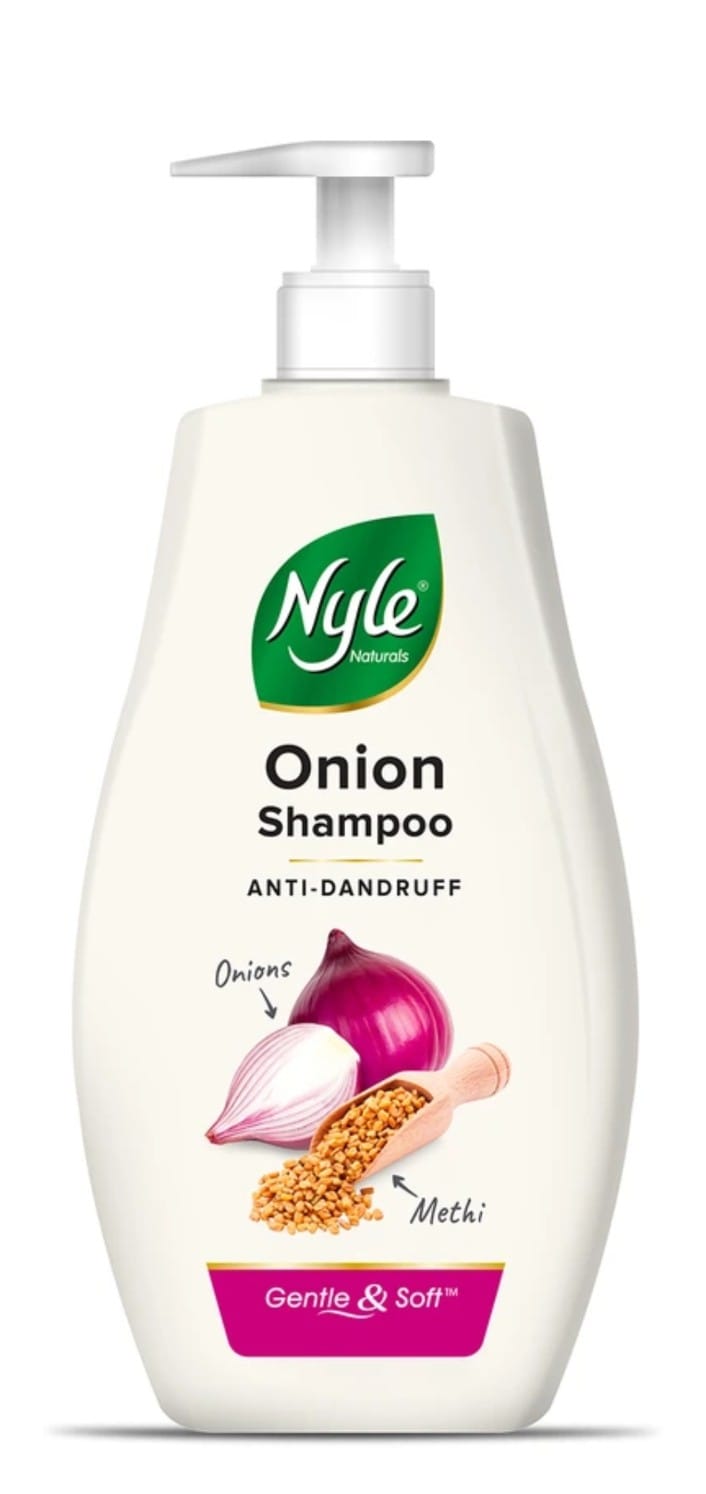 Nyle®
Naturals
Onion
Shampoo
ANTI-DANDRUFF
Onions
Methi
Gentle & Soft™